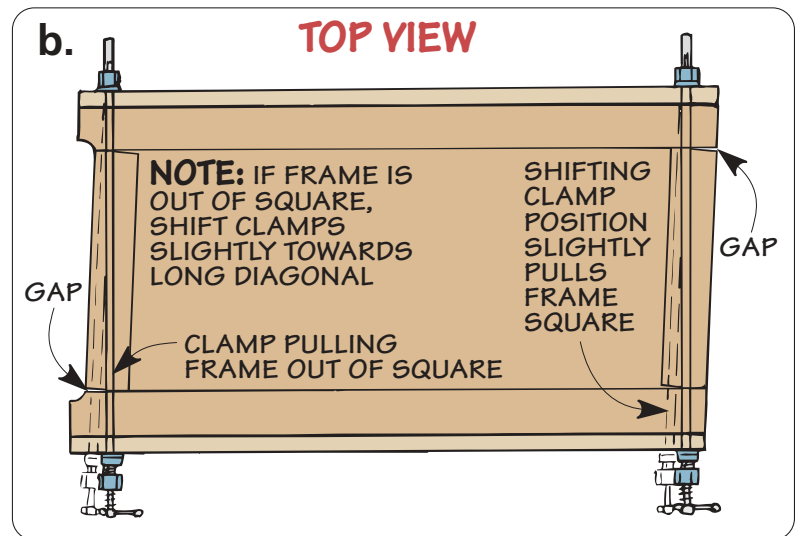 b.
TOP VIEW
NOTE: IF FRAME IS
OUT OF SQUARE,
SHIFT CLAMPS
SLIGHTLY TOWARDS
LONG DIAGONAL
SHIFTING
CLAMP
POSITION
SLIGHTLY
PULLS
FRAME
SQUARE
GAP
GAP
CLAMP PULLING
FRAME OUT OF SQUARE